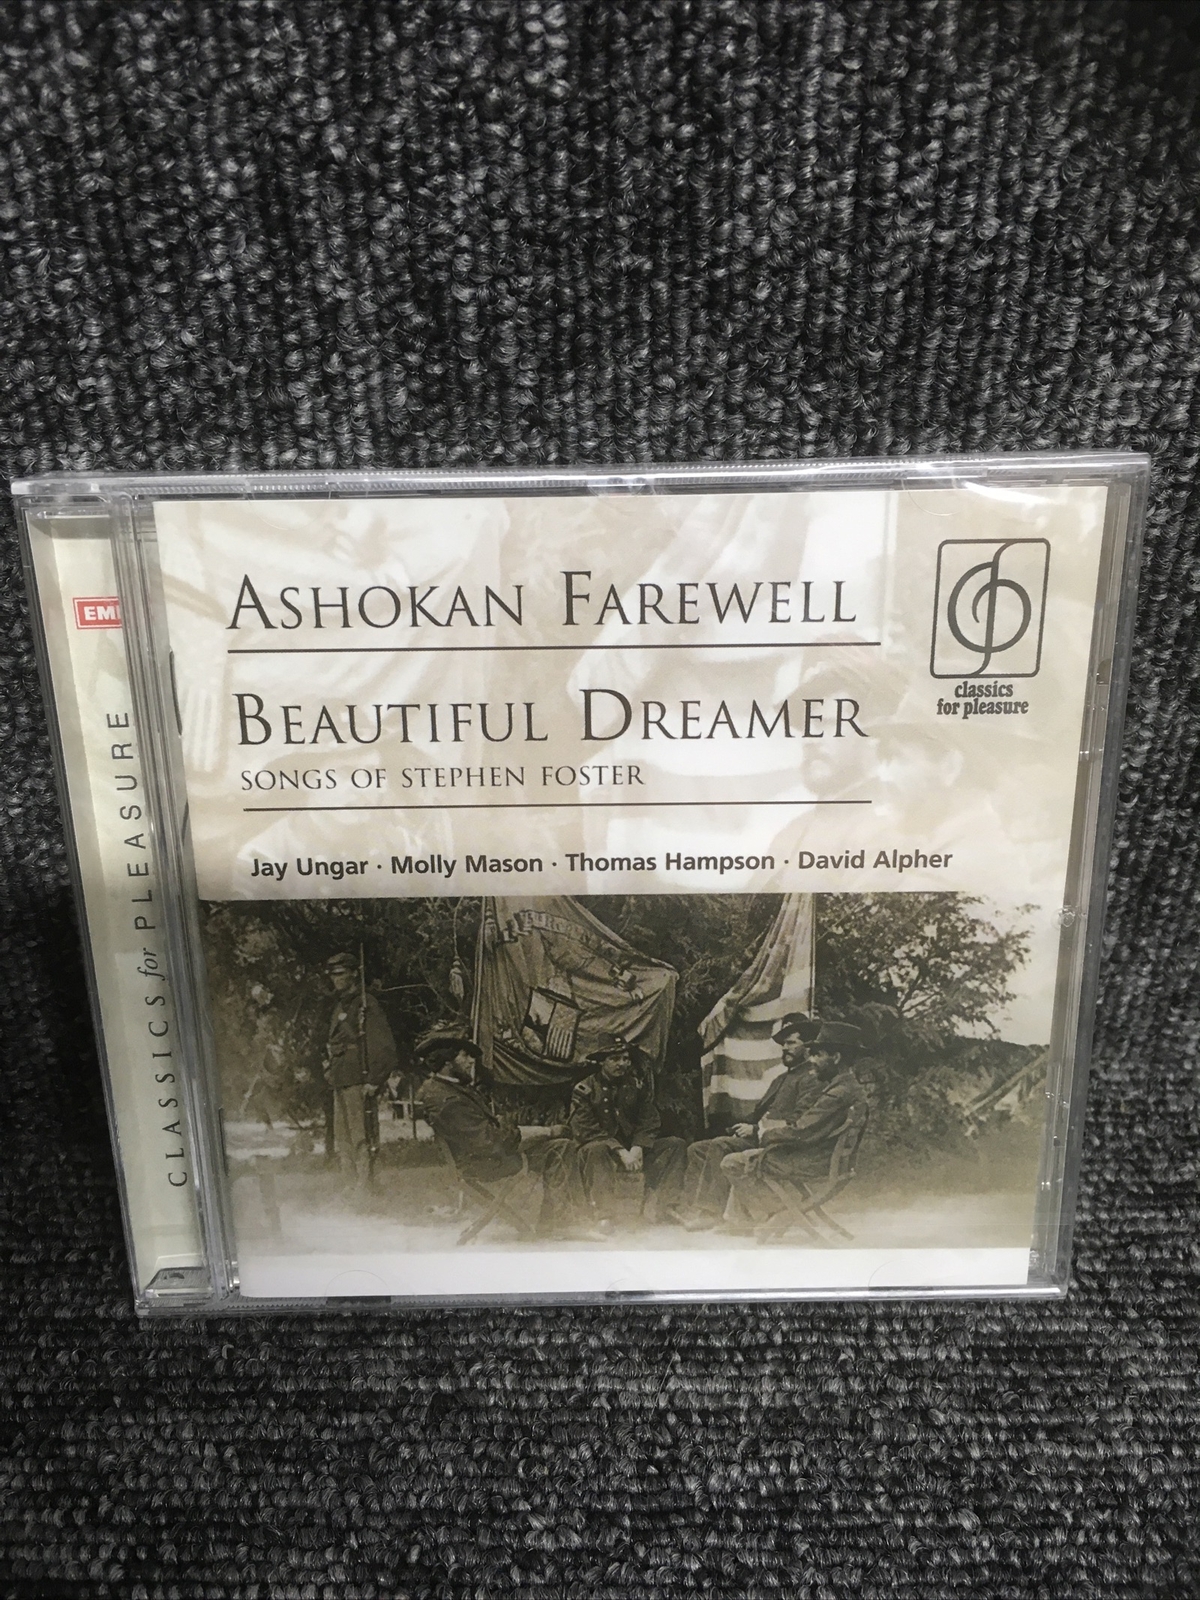 ASHOKAN FAREWELL
BEAUTIFUL DREAMER
SONGS OF STEPHEN FOSTER
Jay Ungar · Molly Mason · Thomas Hampson · David Alpher
classics
for pleasure
EMI
CLASSICS for PLEASURE